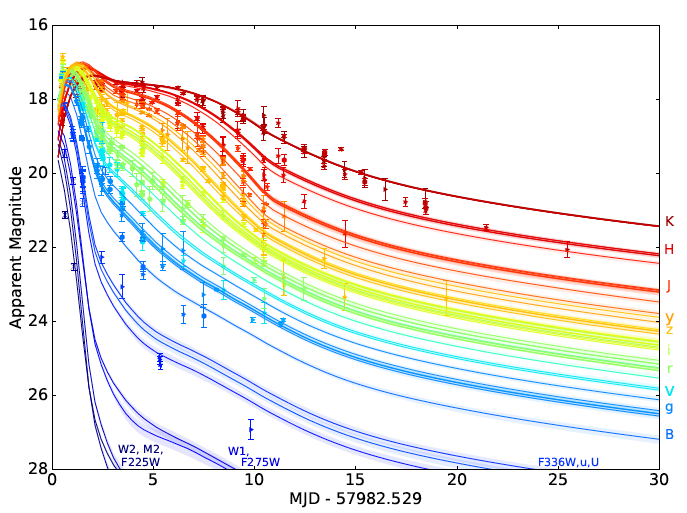 16
18
20
22
24
26
28
Apparent Magnitude
K
H
J
y
z
i
r
V
g
B
W2, M2,
F225W
W1,
F275W
F336W,u,U
0
5
10
15
20
25
30
MJD - 57982.529